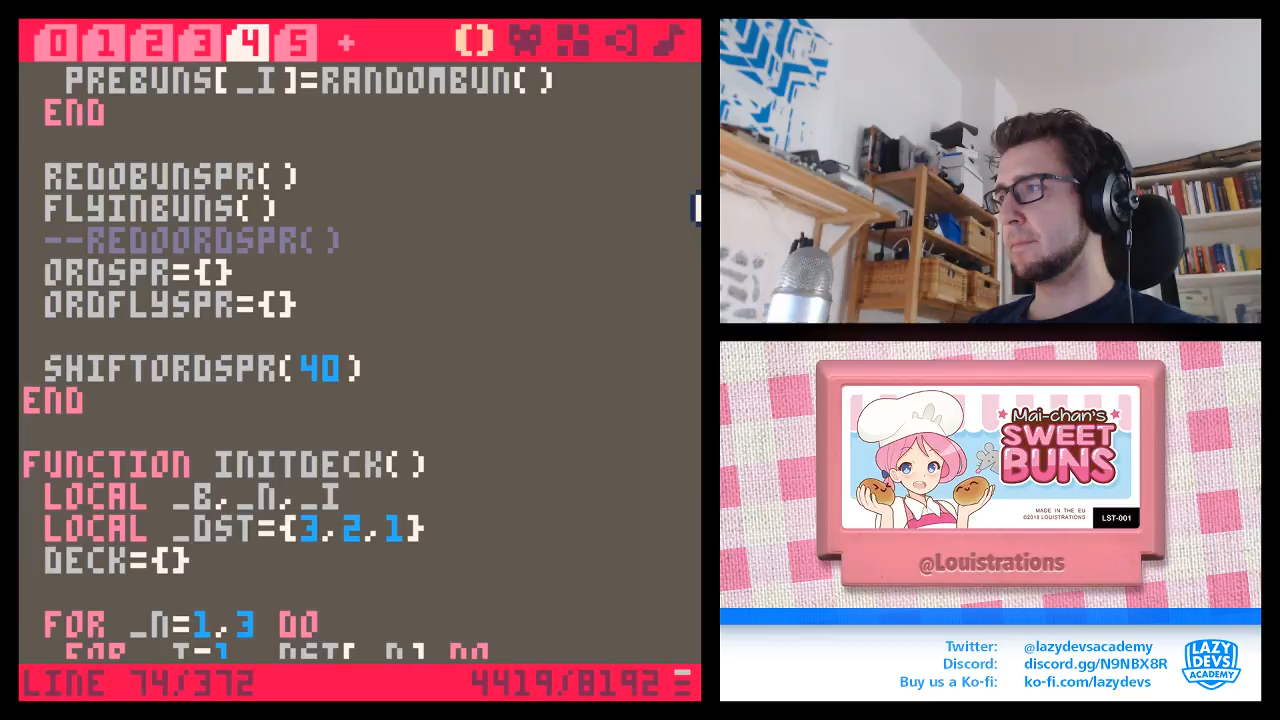 0 1 2 3 4 5 +
PREBUNS[_I]=RANDOMBUN()
END
REDOBUNSPR()
FLYINBUNS()
--REDOORDSPR()
ORDSPR={}
ORDFLYSPR={}
SHIFTORDSPR(40)
END
FUNCTION INITDECK()
LOCAL _B,_N,_I
LOCAL _DST={3,2,1}
DECK={}
FOR _N=1,3 DO
LINE 74/372
4419/8192
Mai-chan's
SWEET
BUNS
MADE IN THE EU
©2019 LOUISTRATIONS
LST-001
@Louistrations
Twitter: @lazydevsacademy
Discord: discord.gg/N9NBX8R
Buy us a Ko-fi: ko-fi.com/lazydevs
LAZY
DEVS
ACADEMY